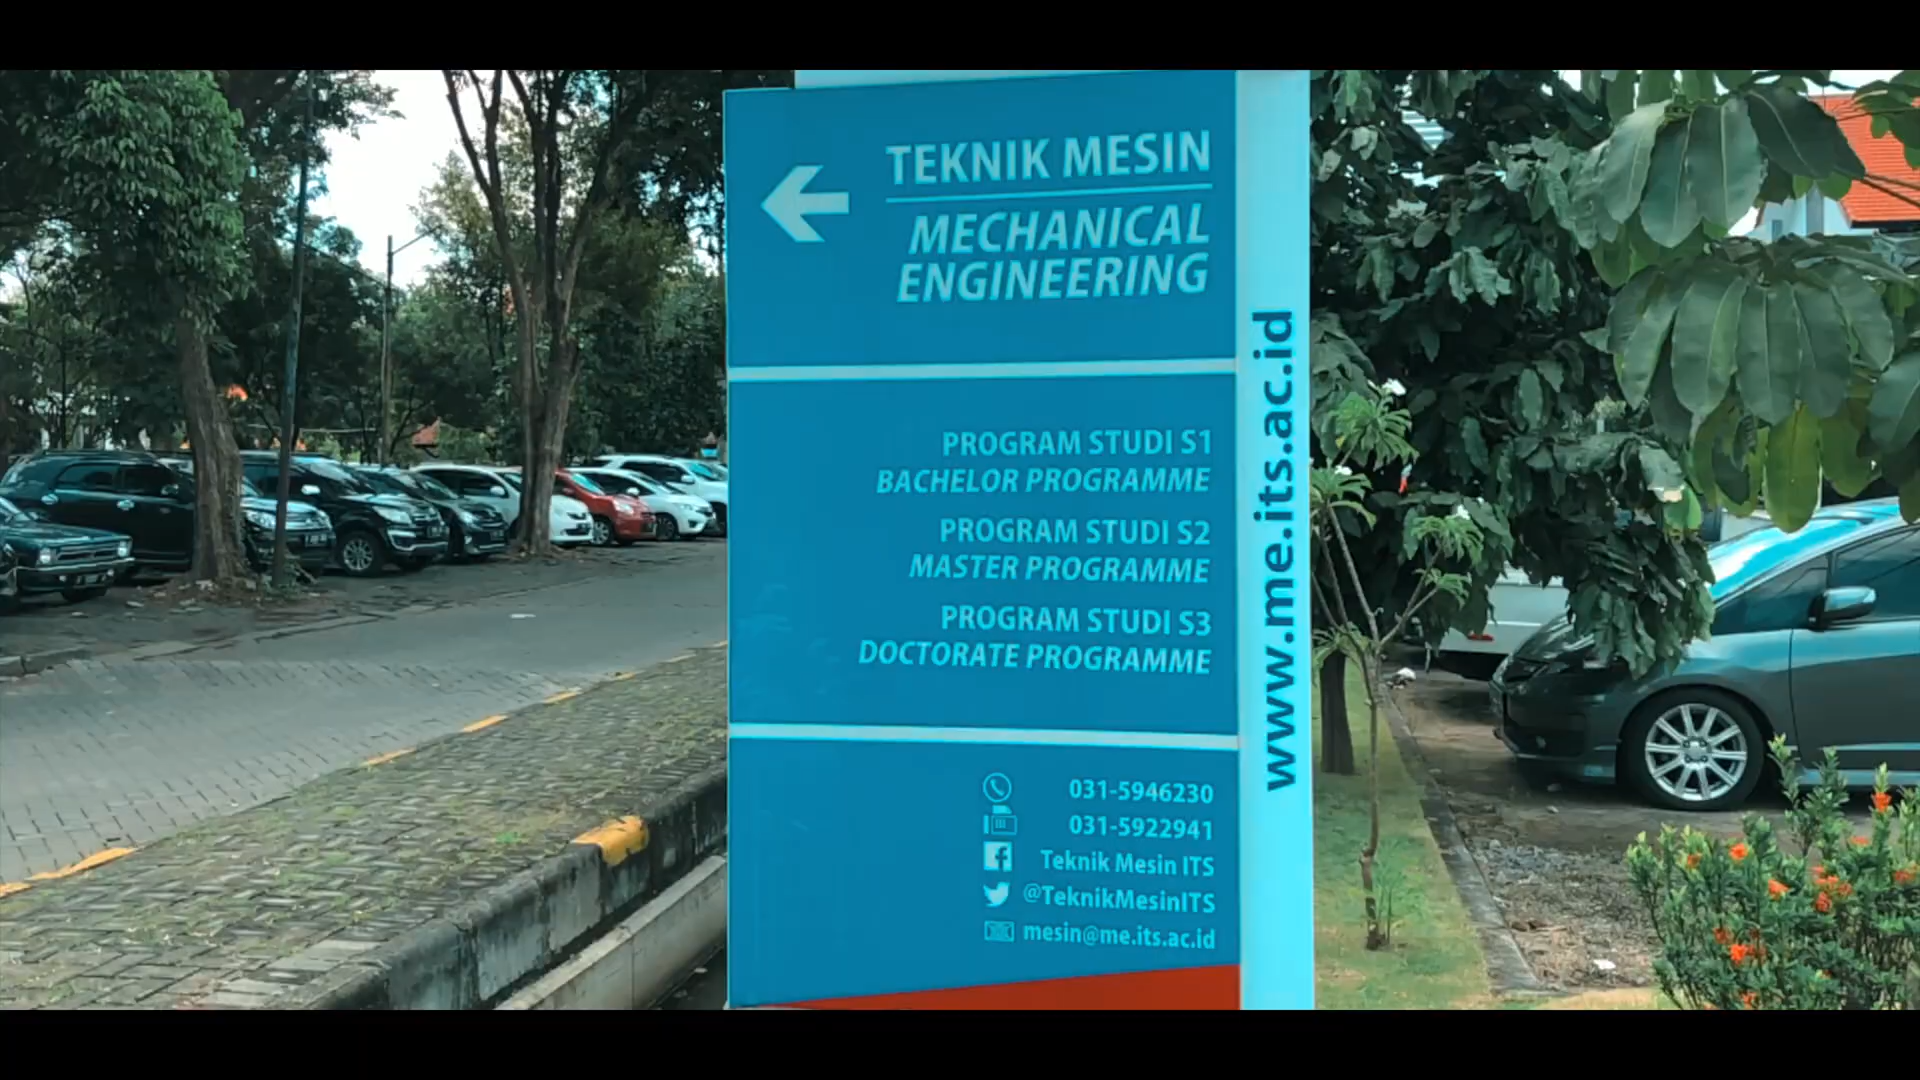 TEKNIK MESIN
MECHANICAL
ENGINEERING
PROGRAM STUDI S1
BACHELOR PROGRAMME
PROGRAM STUDI S2
MASTER PROGRAMME
PROGRAM STUDI S3
DOCTORATE PROGRAMME
031-5946230
031-5922941
Teknik Mesin ITS
@TeknikMesinITS
mesin@me.its.ac.id
www.me.its.ac.id